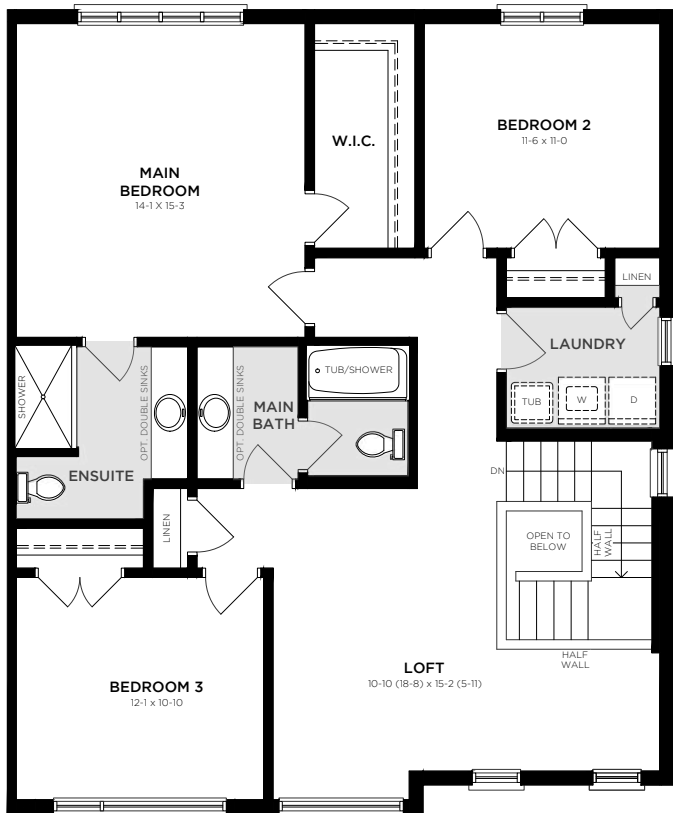 W.I.C.
BEDROOM 2
11-6 x 11-0
MAIN
BEDROOM
14-1 X 15-3
LINEN
LAUNDRY
TUB
W
D
SHOWER
OPT. DOUBLE SINKS
ENSUITE
OPT. DOUBLE SINKS
MAIN
BATH
TUB/SHOWER
LINEN
DN
OPEN TO
BELOW
HALF
WALL
HALF
WALL
LOFT
10-10 (18-8) x 15-2 (5-11)
BEDROOM 3
12-1 x 10-10